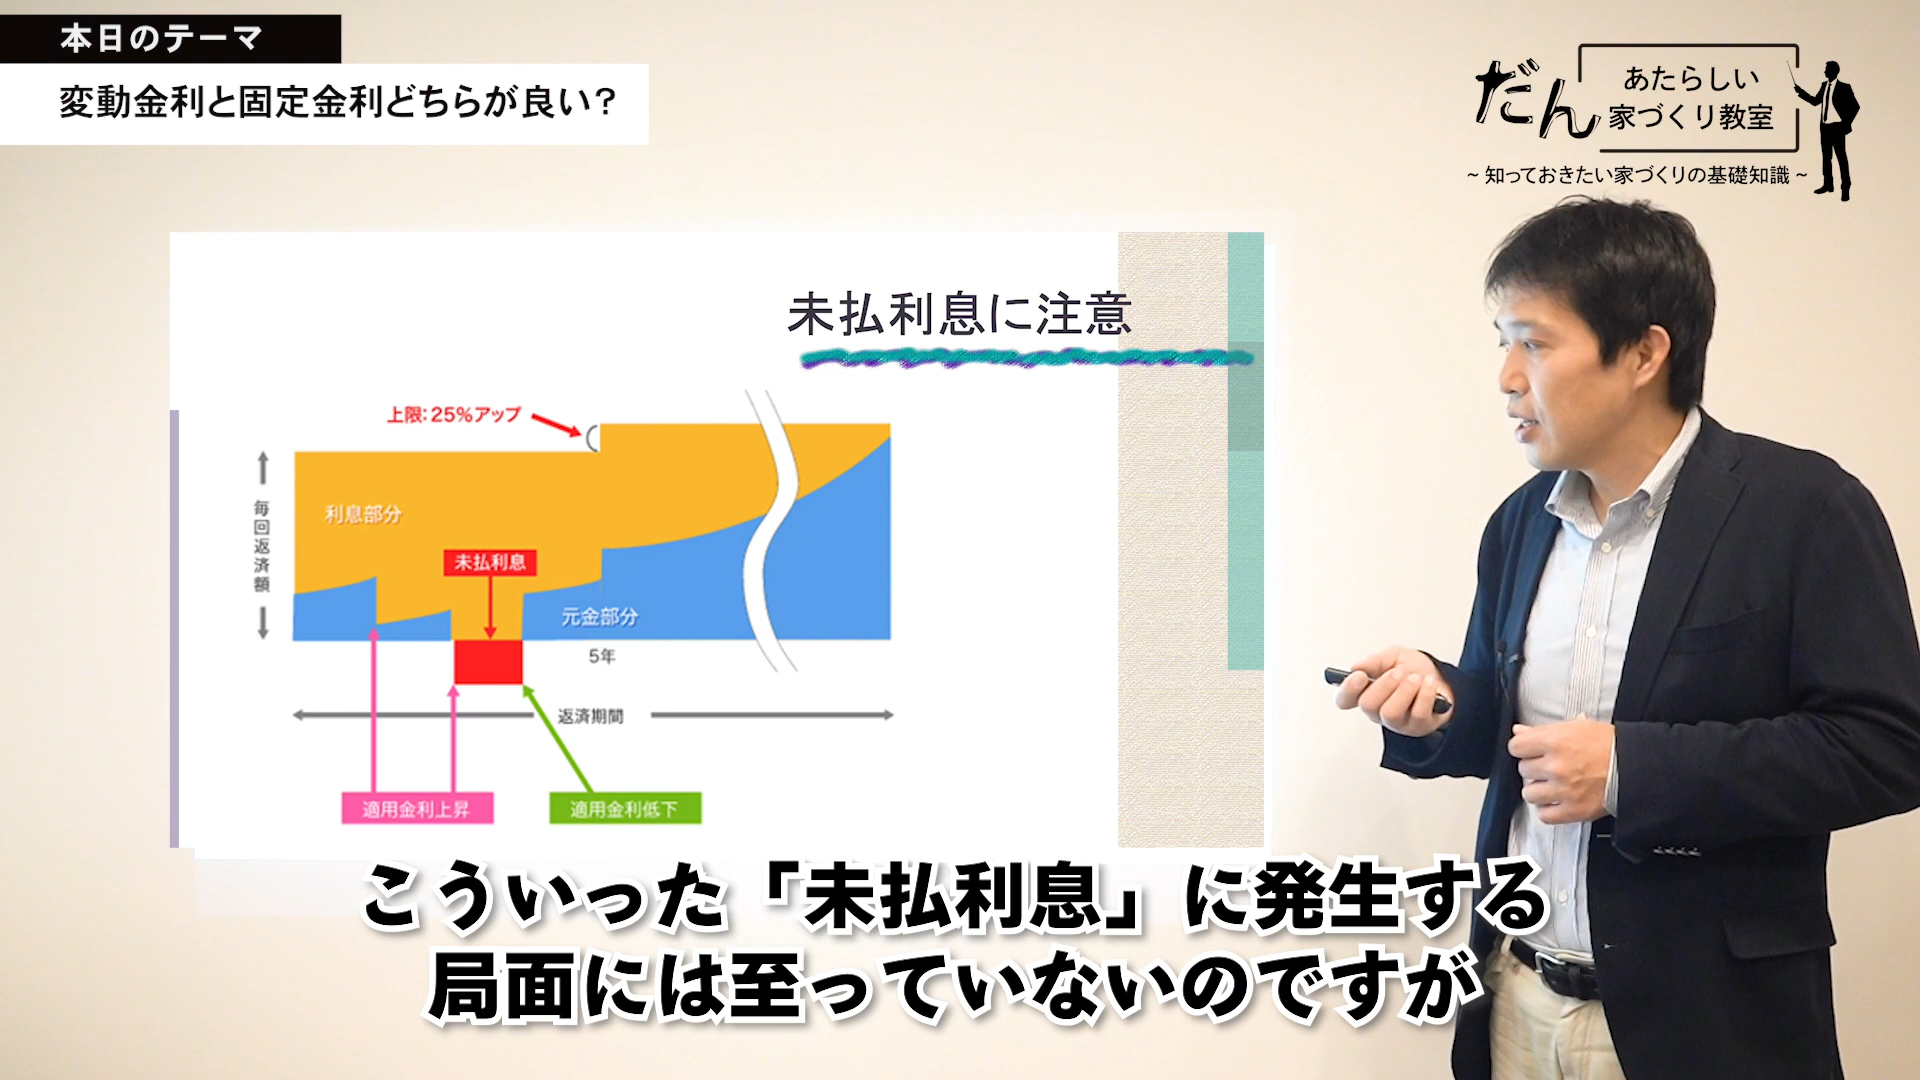 本日のテーマ
変動金利と固定金利どちらが良い?
だん
あたらしい
家づくり教室
~知っておきたい家づくりの基礎知識~
未払利息に注意
上限:25%アップ
毎回返済額
利息部分
未払利息
元金部分
5年
返済期間
適用金利上昇
適用金利低下
こういった「未払利息」に発生する
局面には至っていないのですが